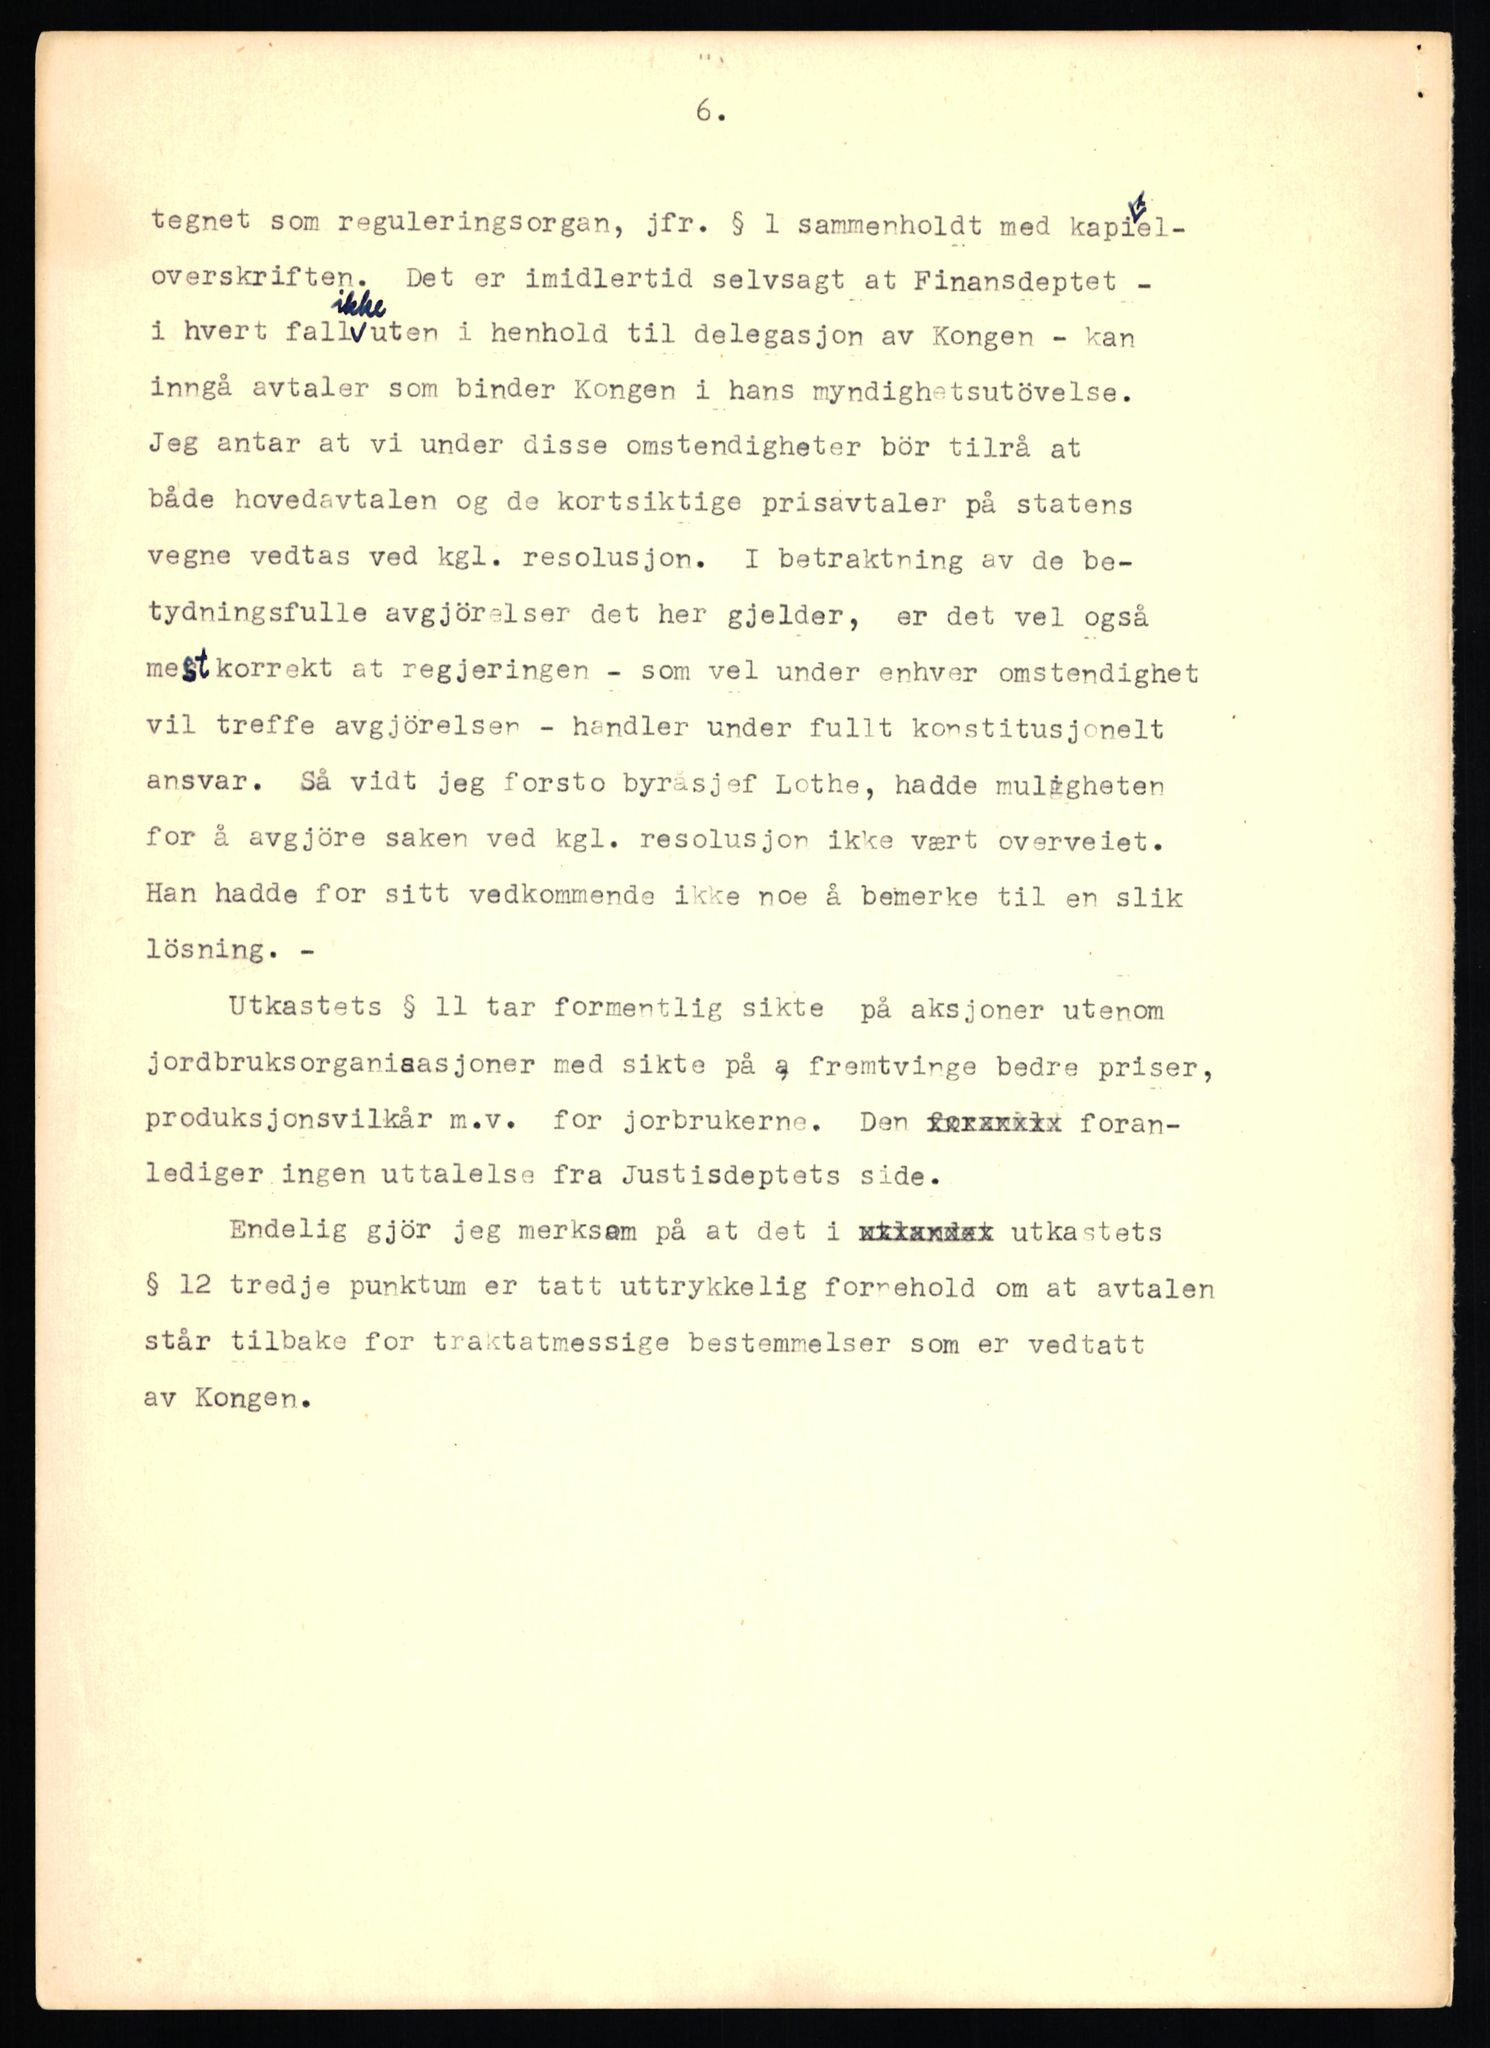 6.
tegnet som reguleringsorgan, jfr. § 1 sammenholdt med kapitel-
overskriften. Det er imidlertid selvsagt at Finansdeptet -
i hvert fall ikke uten i henhold til delegasjon av Kongen - kan
inngå avtaler som binder Kongen i hans myndighetsutövelse.
Jeg antar at vi under disse omstendigheter bör tilrå at
både hovedavtalen og de kortsiktige prisavtaler på statens
vegne vedtas ved kgl. resolusjon. I betraktning av de be-
tydningsfulle avgjörelser det her gjelder, er det vel også
mest korrekt at regjeringen - som vel under enhver omstendighet
vil treffe avgjörelsen - handler under fullt konstitusjonelt
ansvar. Så vidt jeg forsto byråsjef Lothe, hadde muligheten
for å avgjöre saken ved kgl. resolusjon ikke vært overveiet.
Han hadde for sitt vedkommende ikke noe å bemerke til en slik
lösning. -
Utkastets § 11 tar formentlig sikte på aksjoner utenom
jordbruksorganisasjoner med sikte på å fremtvinge bedre priser,
produksjonsvilkår m.v. for jorbrukerne. Den foran-
lediger ingen uttalelse fra Justisdeptets side.
Endelig gjör jeg merksom på at det i utkastets
§ 12 tredje punktum er tatt uttrykkelig forrehold om at avtalen
står tilbake for traktatmessige bestemmelser som er vedtatt
av Kongen.